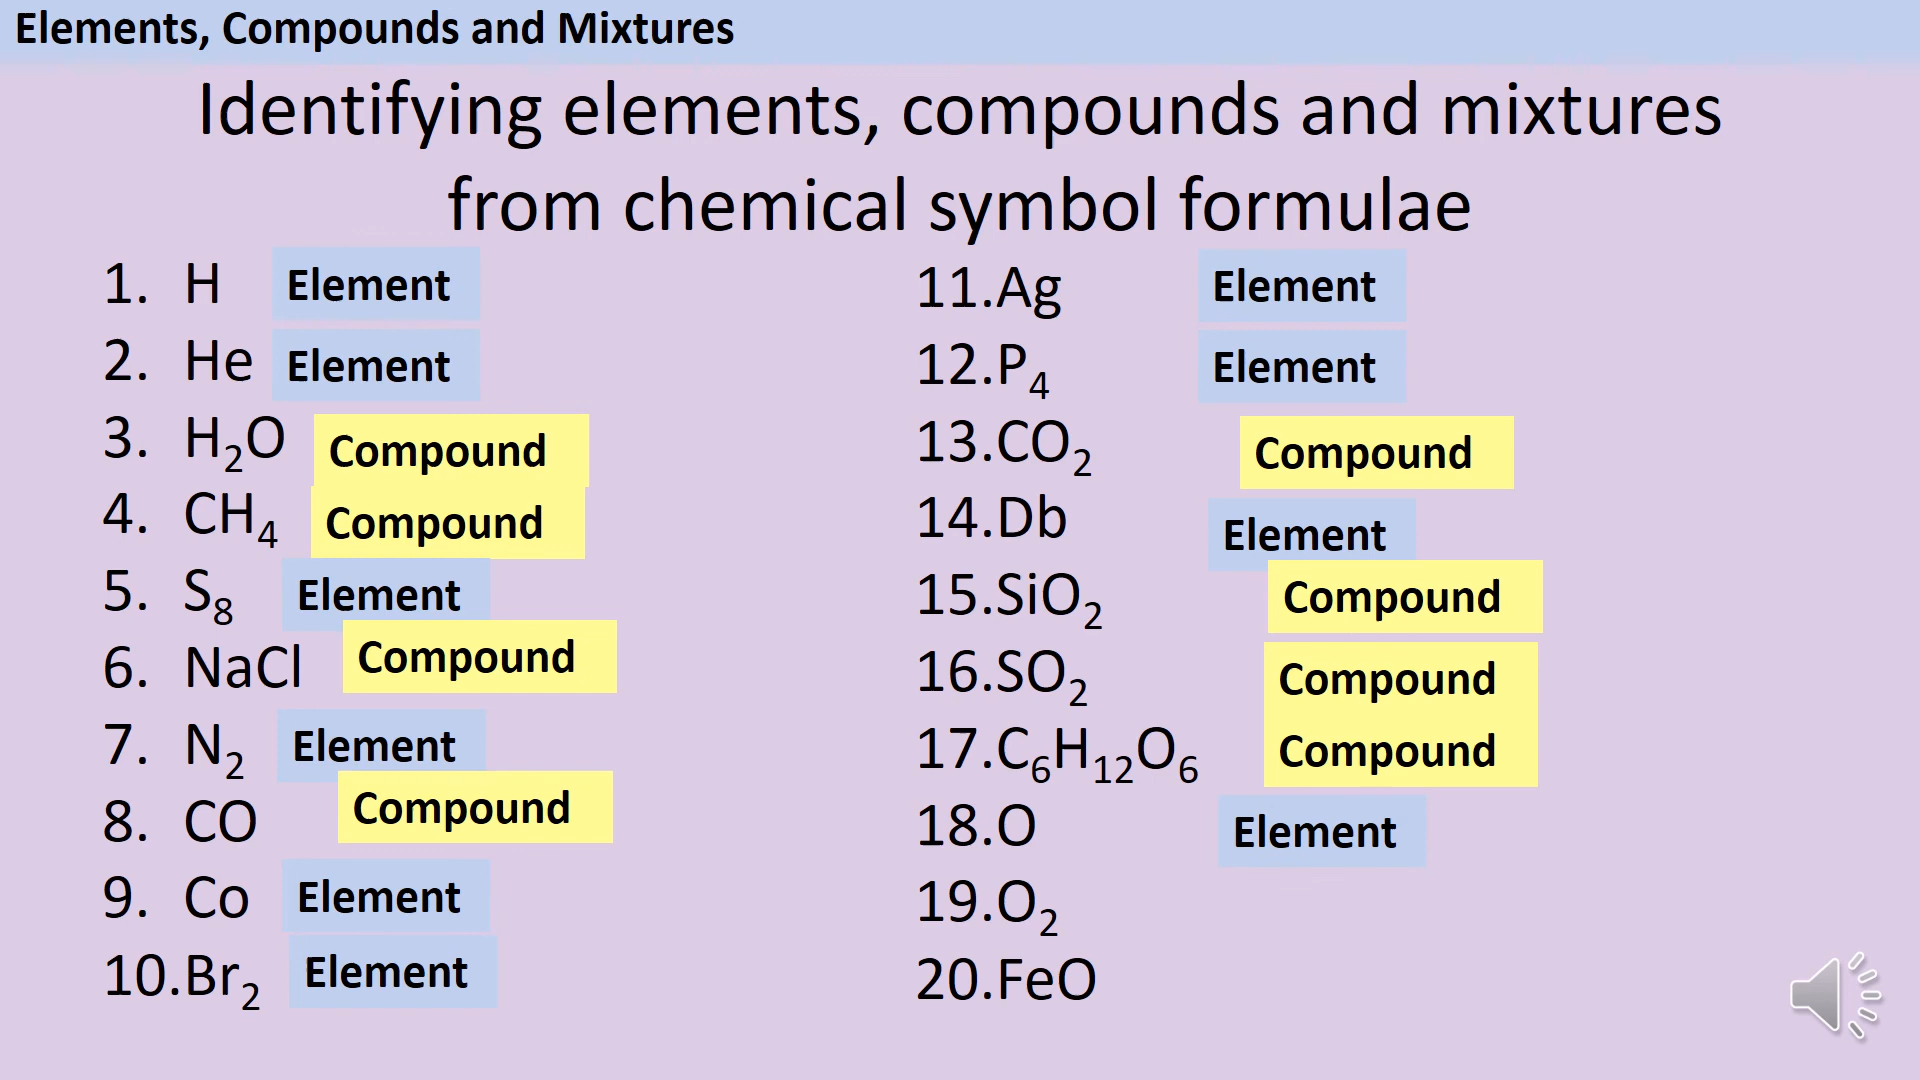 Elements, Compounds and Mixtures
Identifying elements, compounds and mixtures
from chemical symbol formulae
1. H Element
2. He Element
3. H₂O Compound
4. CH₄ Compound
5. S₈ Element
6. NaCl Compound
7. N₂ Element
8. CO Compound
9. Co Element
10. Br₂ Element
11. Ag Element
12. P₄ Element
13. CO₂ Compound
14. Db Element
15. SiO₂ Compound
16. SO₂ Compound
17. C₆H₁₂O₆ Compound
18. O Element
19. O₂
20. FeO